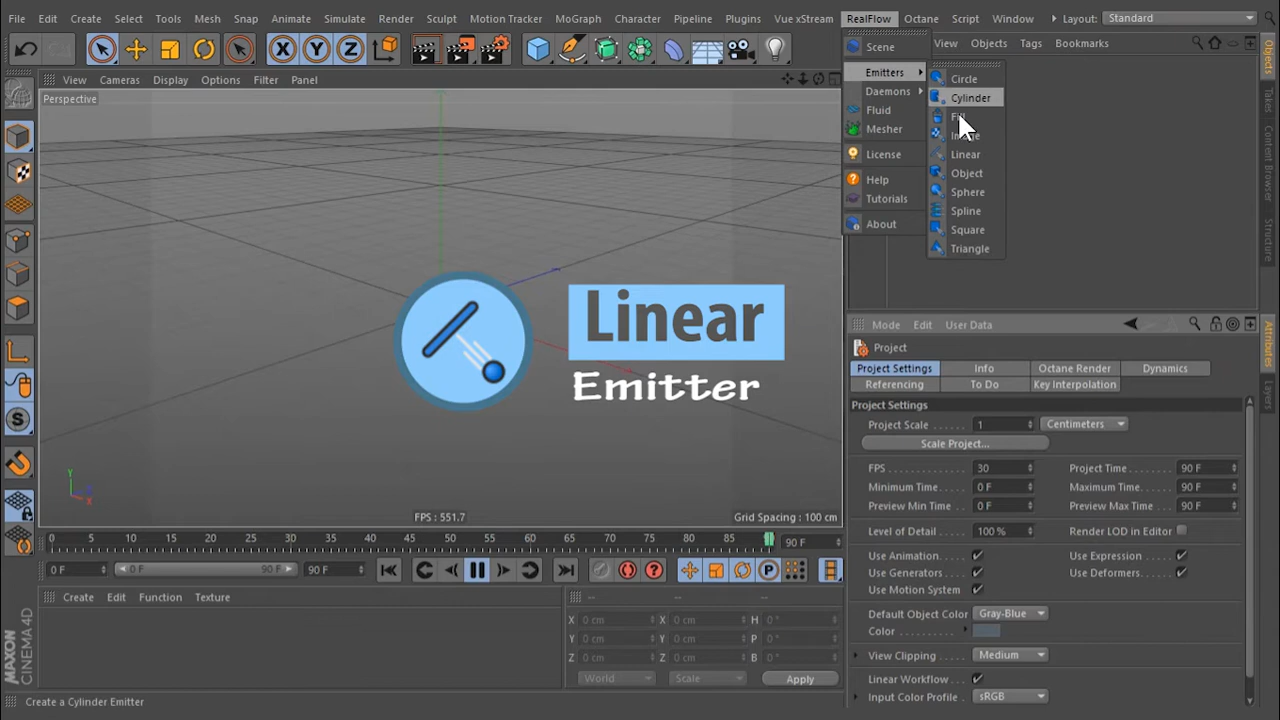 File Edit Create Select Tools Mesh Snap Animate Simulate Render Sculpt Motion Tracker MoGraph Character Pipeline Plugins Vue xStream RealFlow Octane Script Window Layout: Standard
View Cameras Display Options Filter Panel
Perspective
Scene
Emitters
Daemons
Fluid
Mesher
License
Help
Tutorials
About
Circle
Cylinder
Linear
Object
Sphere
Spline
Square
Triangle
View Objects Tags Bookmarks
Objects
Takes
Content Browser
Structure
Linear
Emitter
Y
Z
X
FPS : 551.7
Grid Spacing : 100 cm
Mode Edit User Data
Project
Project Settings Info Octane Render Dynamics
Referencing To Do Key Interpolation
Project Settings
Project Scale 1 Centimeters
Scale Project...
FPS 30 Project Time 90 F
Minimum Time 0 F Maximum Time 90 F
Preview Min Time 0 F Preview Max Time 90 F
Level of Detail 100 % Render LOD in Editor
Use Animation. Use Expression
Use Generators Use Deformers.
Use Motion System
Default Object Color Gray-Blue
Color
View Clipping Medium
Linear Workflow
Input Color Profile sRGB
Attributes
Layers
0 5 10 15 20 25 30 35 40 45 50 55 60 65 70 75 80 85 90 F
0 F 0 F 90 F 90 F
Create Edit Function Texture
-- -- --
X 0 cm X 0 cm H 0 °
Y 0 cm Y 0 cm P 0 °
Z 0 cm Z 0 cm B 0 °
World Scale Apply
MAXON
CINEMA 4D
Create a Cylinder Emitter